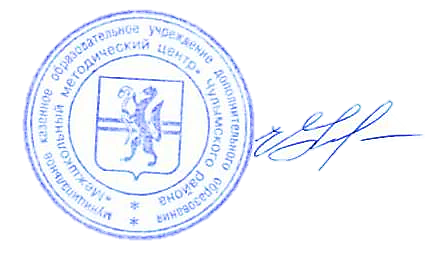 муниципальное казенное образовательное учреждение дополнительного образования
"Межшкольный методический центр" Чулымского района